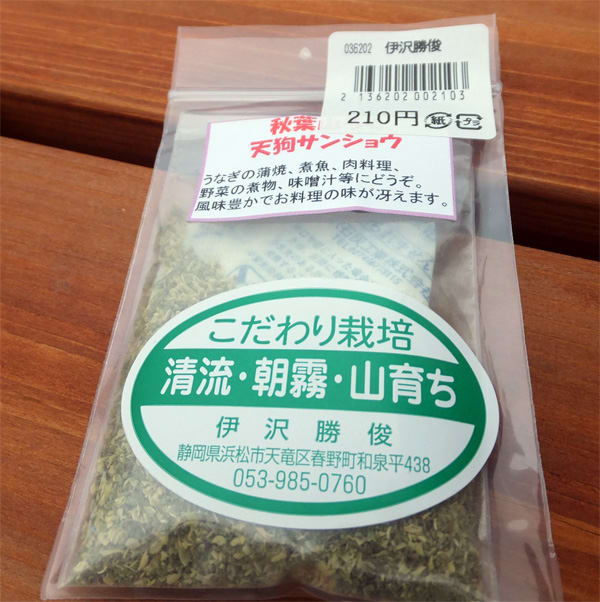 036202 伊沢勝俊
2 136202 002103
210円 紙 プラ
秋葉
天狗サンショウ
うなぎの蒲焼、煮魚、肉料理、
野菜の煮物、味噌汁等にどうぞ。
風味豊かでお料理の味が冴えます。
こだわり栽培
清流・朝霧・山育ち
伊沢勝俊
静岡県浜松市天竜区春野町和泉平438
053-985-0760